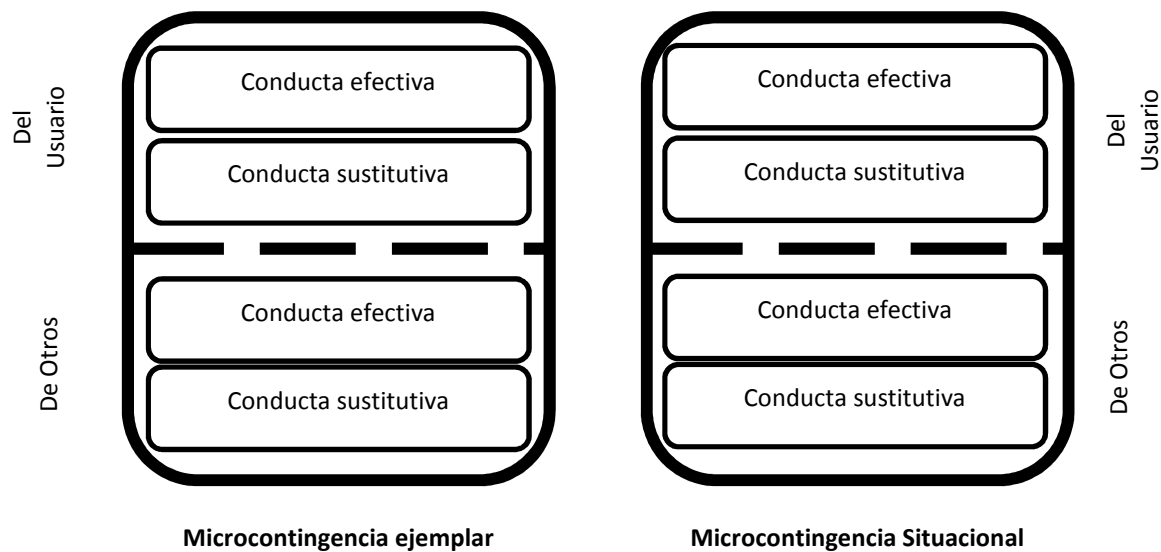 Del
Usuario
Conducta efectiva
Conducta sustitutiva
De Otros
Conducta efectiva
Conducta sustitutiva
Microcontingencia ejemplar
Conducta efectiva
Conducta sustitutiva
Del
Usuario
Conducta efectiva
Conducta sustitutiva
De Otros
Microcontingencia Situacional